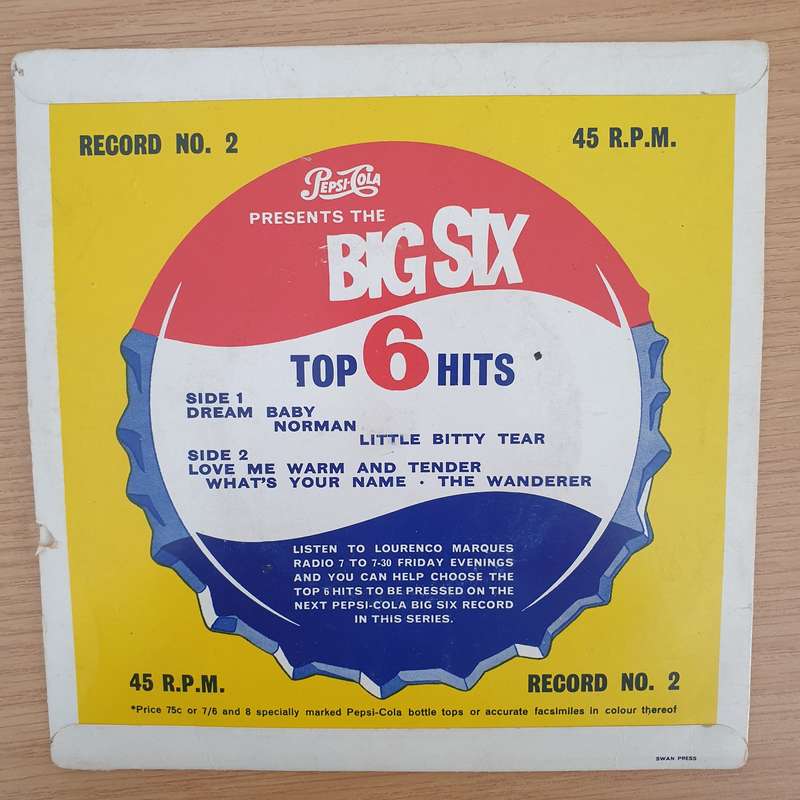 RECORD NO. 2
45 R.P.M.
PEPSI-COLA
PRESENTS THE
BIG SIX
TOP 6 HITS
SIDE 1
DREAM BABY
NORMAN
LITTLE BITTY TEAR
SIDE 2
LOVE ME WARM AND TENDER
WHAT'S YOUR NAME · THE WANDERER
LISTEN TO LOURENCO MARQUES
RADIO 7 TO 7-30 FRIDAY EVENINGS
AND YOU CAN HELP CHOOSE THE
TOP 6 HITS TO BE PRESSED ON THE
NEXT PEPSI-COLA BIG SIX RECORD
IN THIS SERIES.
45 R.P.M.
RECORD NO. 2
*Price 75c or 7/6 and 8 specially marked Pepsi-Cola bottle tops or accurate facsimiles in colour thereof
SWAN PRESS